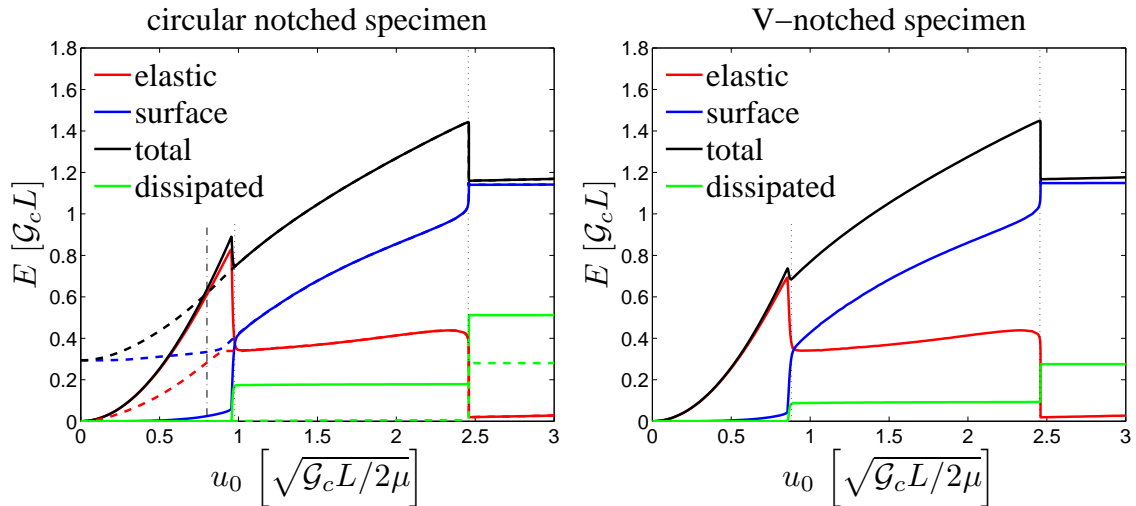 circular notched specimen
1.8
1.6
1.4
1.2
1
0.8
0.6
0.4
0.2
0
E [𝒢cL]
elastic
surface
total
dissipated
0 0.5 1 1.5 2 2.5 3
u0 [√𝒢cL/2μ]
V−notched specimen
1.8
1.6
1.4
1.2
1
0.8
0.6
0.4
0.2
0
E [𝒢cL]
elastic
surface
total
dissipated
0 0.5 1 1.5 2 2.5 3
u0 [√𝒢cL/2μ]